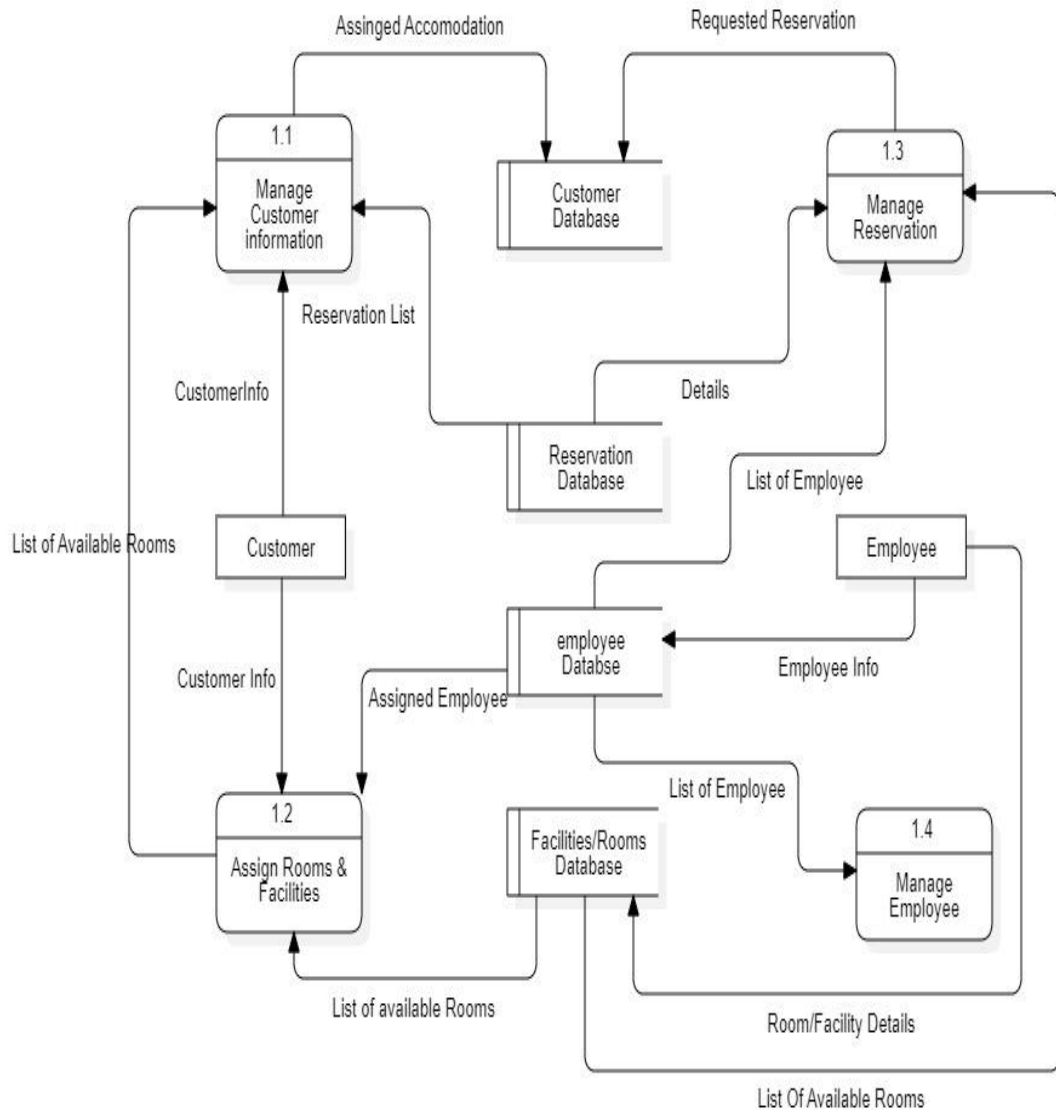 Assinged Accomodation
Requested Reservation
1.1
Manage
Customer
information
Customer
Database
1.3
Manage
Reservation
Reservation List
CustomerInfo
Details
Reservation
Database
List of Employee
List of Available Rooms
Customer
Employee
employee
Databse
Employee Info
Customer Info
Assigned Employee
List of Employee
1.2
Assign Rooms &
Facilities
Facilities/Rooms
Database
1.4
Manage
Employee
List of available Rooms
Room/Facility Details
List Of Available Rooms